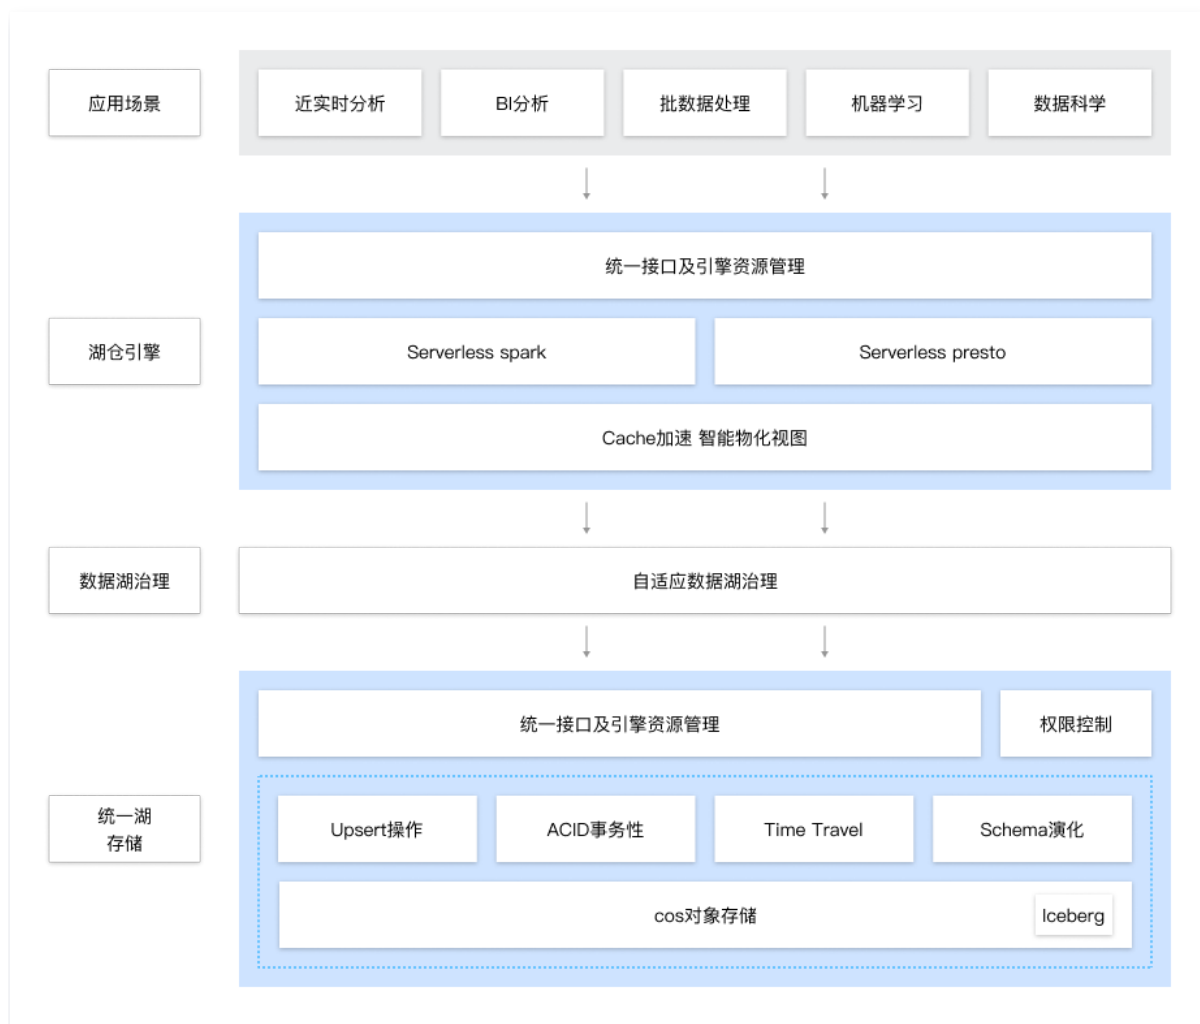 应用场景
近实时分析
BI分析
批数据处理
机器学习
数据科学
统一接口及引擎资源管理
湖仓引擎
Serverless spark
Serverless presto
Cache加速 智能物化视图
数据湖治理
自适应数据湖治理
统一接口及引擎资源管理
权限控制
统一湖
存储
Upsert操作
ACID事务性
Time Travel
Schema演化
cos对象存储
Iceberg